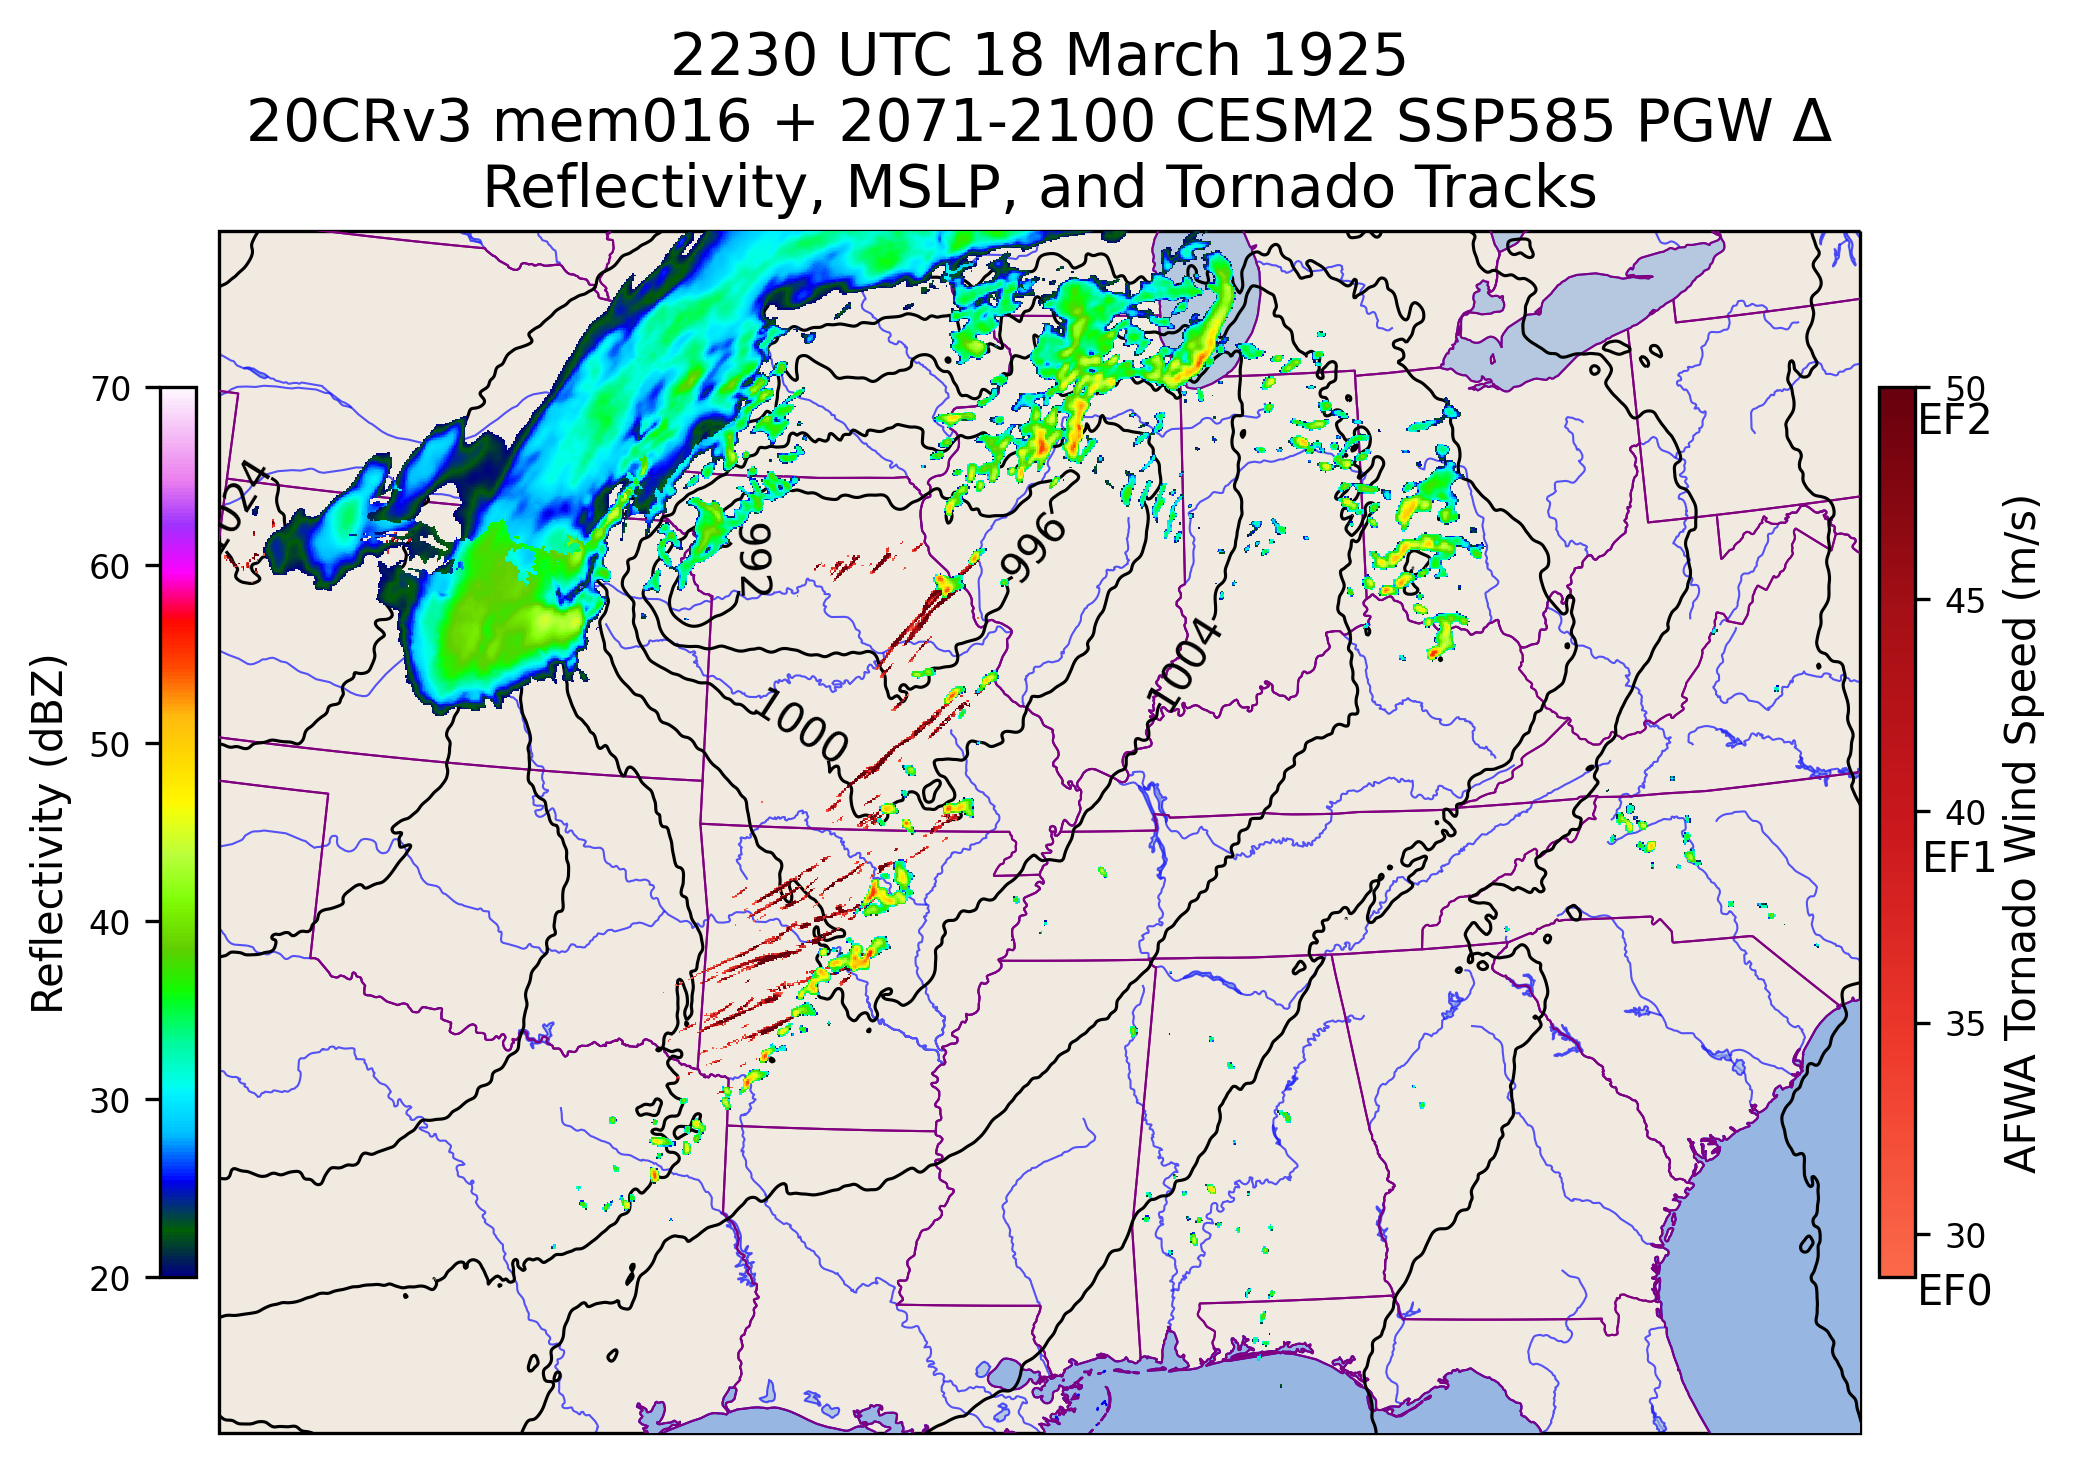 2230 UTC 18 March 1925
20CRv3 mem016 + 2071-2100 CESM2 SSP585 PGW Δ
Reflectivity, MSLP, and Tornado Tracks
Reflectivity (dBZ)
70
60
50
40
30
20
1024
992
996
1000
1004
50
EF2
45
40
EF1
35
30
EF0
AFWA Tornado Wind Speed (m/s)